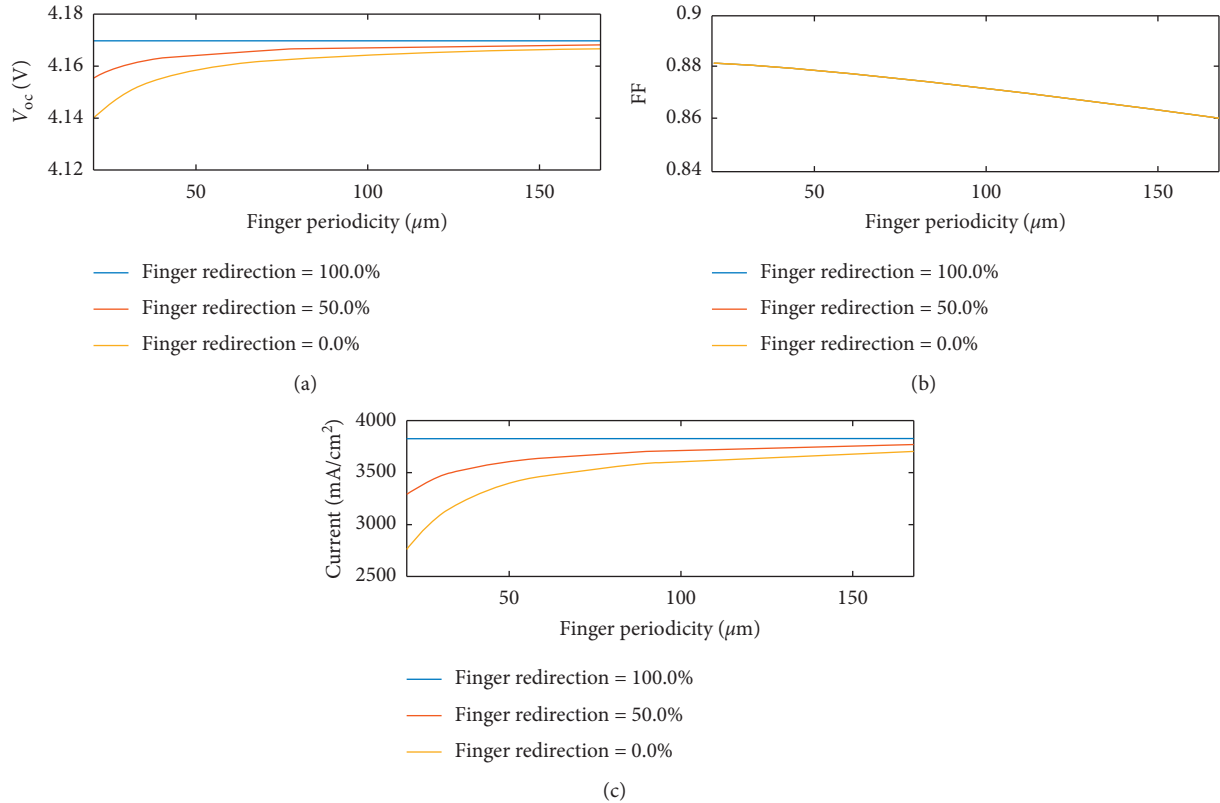 4.18
4.16
4.14
4.12
V_oc (V)
50
100
150
Finger periodicity (μm)
Finger redirection = 100.0%
Finger redirection = 50.0%
Finger redirection = 0.0%
(a)
0.9
0.88
0.86
0.84
FF
50
100
150
Finger periodicity (μm)
Finger redirection = 100.0%
Finger redirection = 50.0%
Finger redirection = 0.0%
(b)
4000
3500
3000
2500
Current (mA/cm²)
50
100
150
Finger periodicity (μm)
Finger redirection = 100.0%
Finger redirection = 50.0%
Finger redirection = 0.0%
(c)